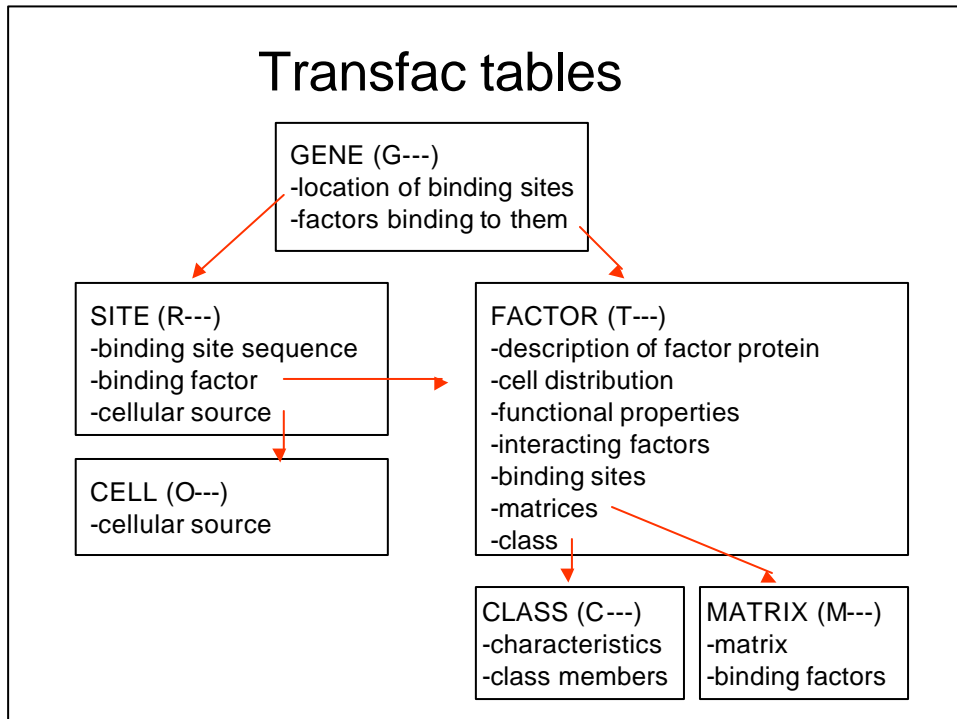 Transfac tables
GENE (G---)
-location of binding sites
-factors binding to them
SITE (R---)
-binding site sequence
-binding factor
-cellular source
FACTOR (T---)
-description of factor protein
-cell distribution
-functional properties
-interacting factors
-binding sites
-matrices
-class
CELL (O---)
-cellular source
CLASS (C---)
-characteristics
-class members
MATRIX (M---)
-matrix
-binding factors